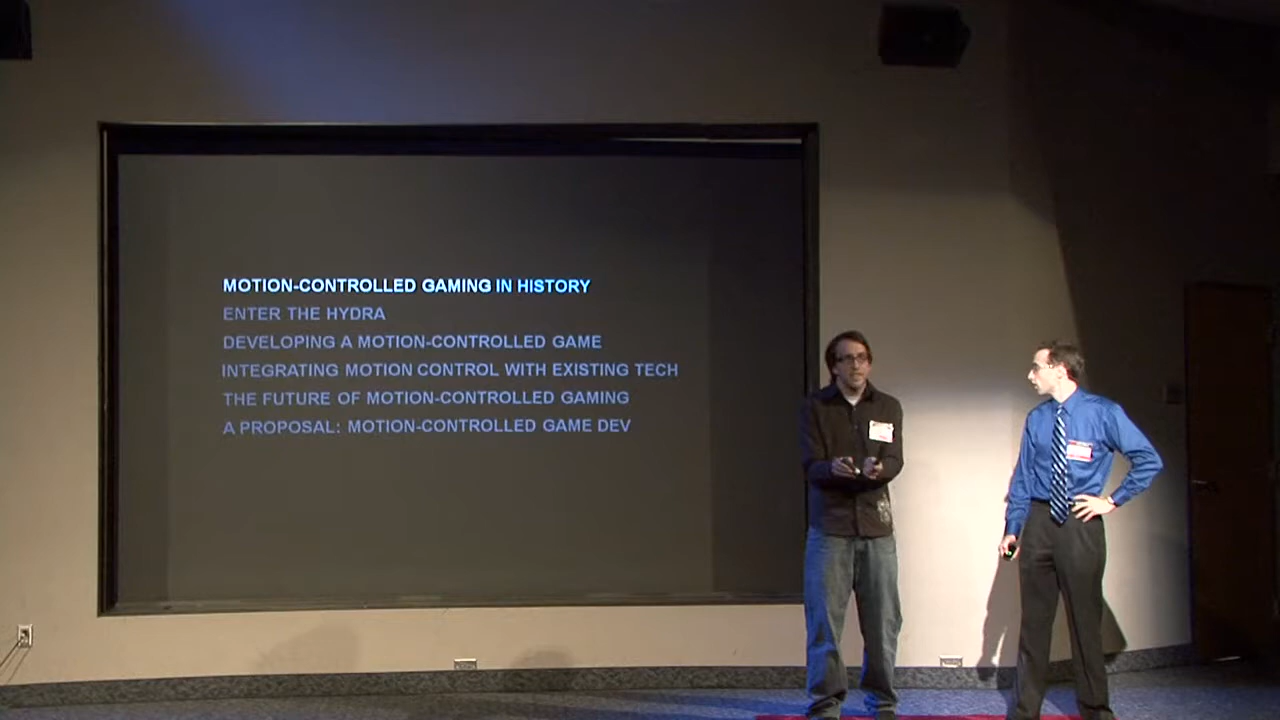 MOTION-CONTROLLED GAMING IN HISTORY
ENTER THE HYDRA
DEVELOPING A MOTION-CONTROLLED GAME
INTEGRATING MOTION CONTROL WITH EXISTING TECH
THE FUTURE OF MOTION-CONTROLLED GAMING
A PROPOSAL: MOTION-CONTROLLED GAME DEV